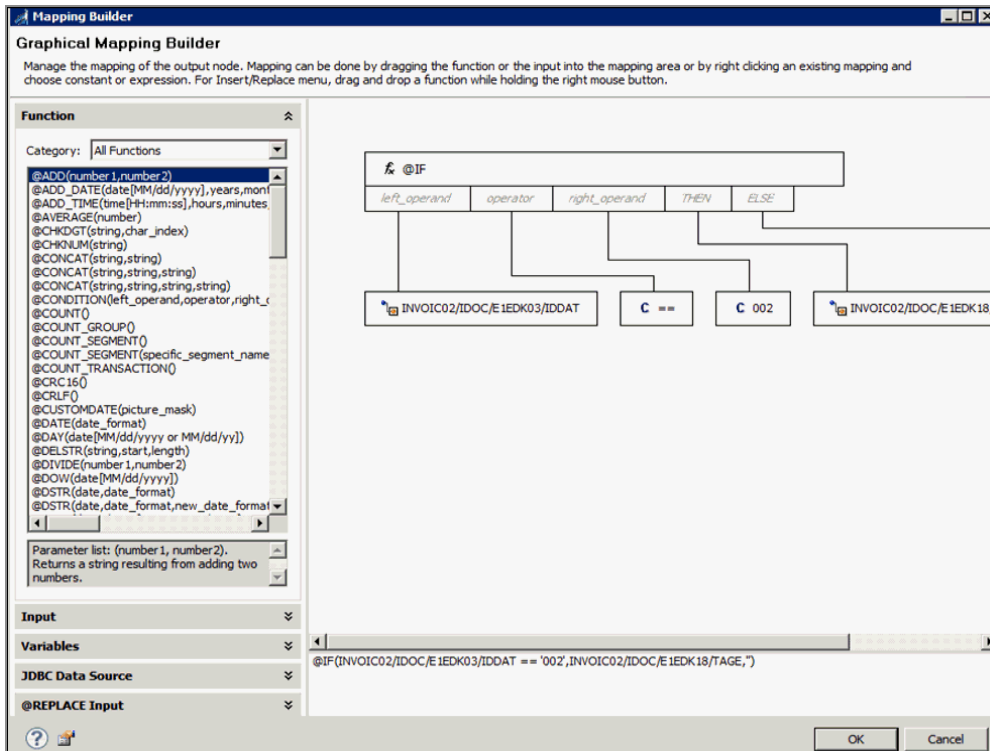 Mapping Builder
Graphical Mapping Builder
Manage the mapping of the output node. Mapping can be done by dragging the function or the input into the mapping area or by right clicking an existing mapping and
choose constant or expression. For Insert/Replace menu, drag and drop a function while holding the right mouse button.
Function
Category: All Functions
@ADD(number1,number2)
@ADD_DATE(date[MM/dd/yyyy],years,mont
@ADD_TIME(time[HH:mm:ss],hours,minutes,
@AVERAGE(number)
@CHKDGT(string,char_index)
@CHKNUM(string)
@CONCAT(string,string)
@CONCAT(string,string,string)
@CONCAT(string,string,string,string)
@CONDITION(left_operand,operator,right_o
@COUNT()
@COUNT_GROUP()
@COUNT_SEGMENT()
@COUNT_SEGMENT(specific_segment_name
@COUNT_TRANSACTION()
@CRC16()
@CRLF()
@CUSTOMDATE(picture_mask)
@DATE(date_format)
@DAY(date[MM/dd/yyyy or MM/dd/yy])
@DELSTR(string,start,length)
@DIVIDE(number1,number2)
@DOW(date[MM/dd/yyyy])
@DSTR(date,date_format)
@DSTR(date,date_format,new_date_format
Parameter list: (number1, number2).
Returns a string resulting from adding two
numbers.
Input
Variables
JDBC Data Source
@REPLACE Input
fx @IF
left_operand operator right_operand THEN ELSE
INVOIC02/IDOC/E1EDK03/IDDAT C == C 002 INVOIC02/IDOC/E1EDK18/
@IF(INVOIC02/IDOC/E1EDK03/IDDAT == '002',INVOIC02/IDOC/E1EDK18/TAGE,'')
OK Cancel